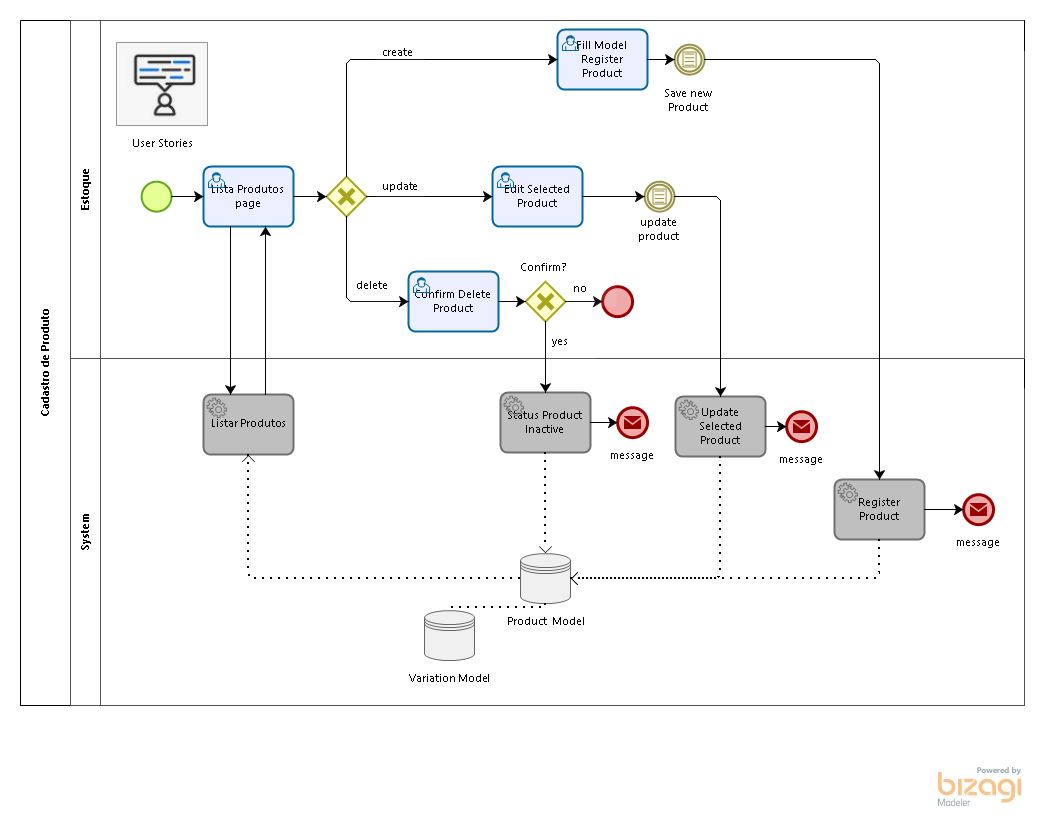 Cadastro de Produto
Estoque
User Stories
Lista Produtos
page
create
Fill Model
Register
Product
Save new
Product
update
Edit Selected
Product
update
product
delete
Confirm Delete
Product
Confirm?
no
yes
System
Listar Produtos
Status Product
Inactive
message
Update
Selected
Product
message
Register
Product
message
Product Model
Variation Model
Powered by
bizagi
Modeler